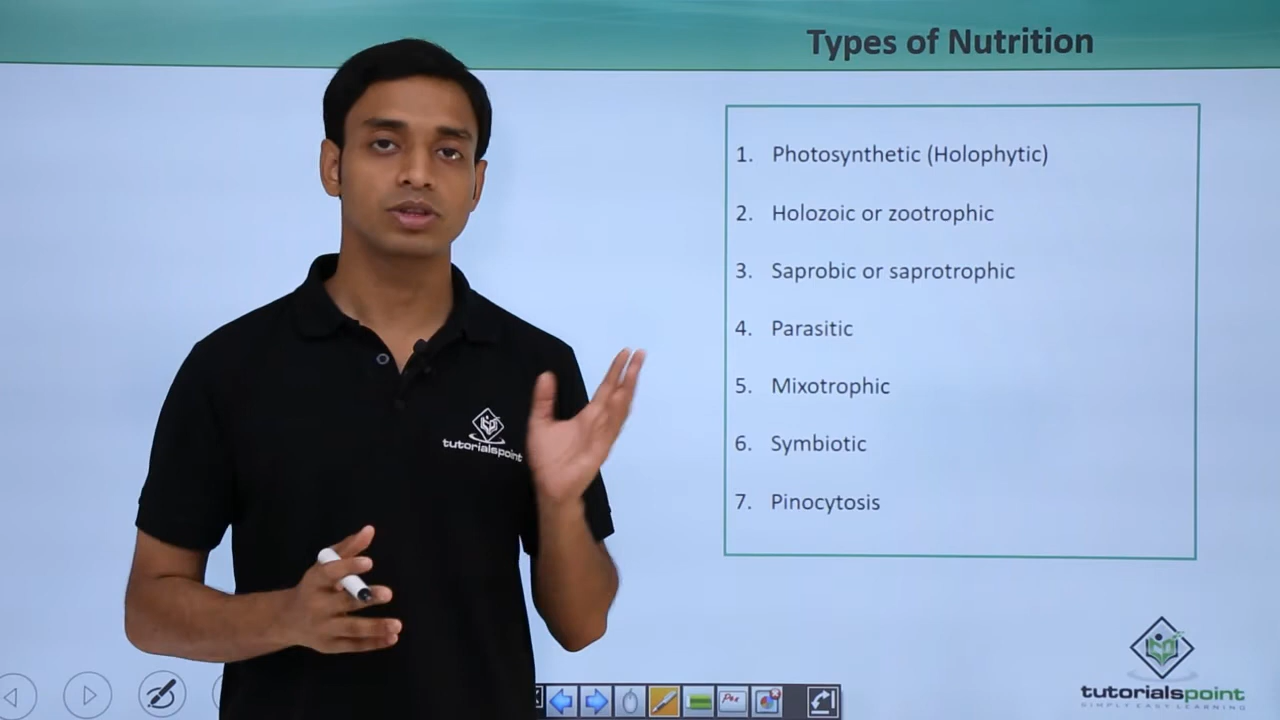 Types of Nutrition
1. Photosynthetic (Holophytic)
2. Holozoic or zootrophic
3. Saprobic or saprotrophic
4. Parasitic
5. Mixotrophic
6. Symbiotic
7. Pinocytosis
tutorialspoint
tutorialspoint
SIMPLY EASY LEARNING